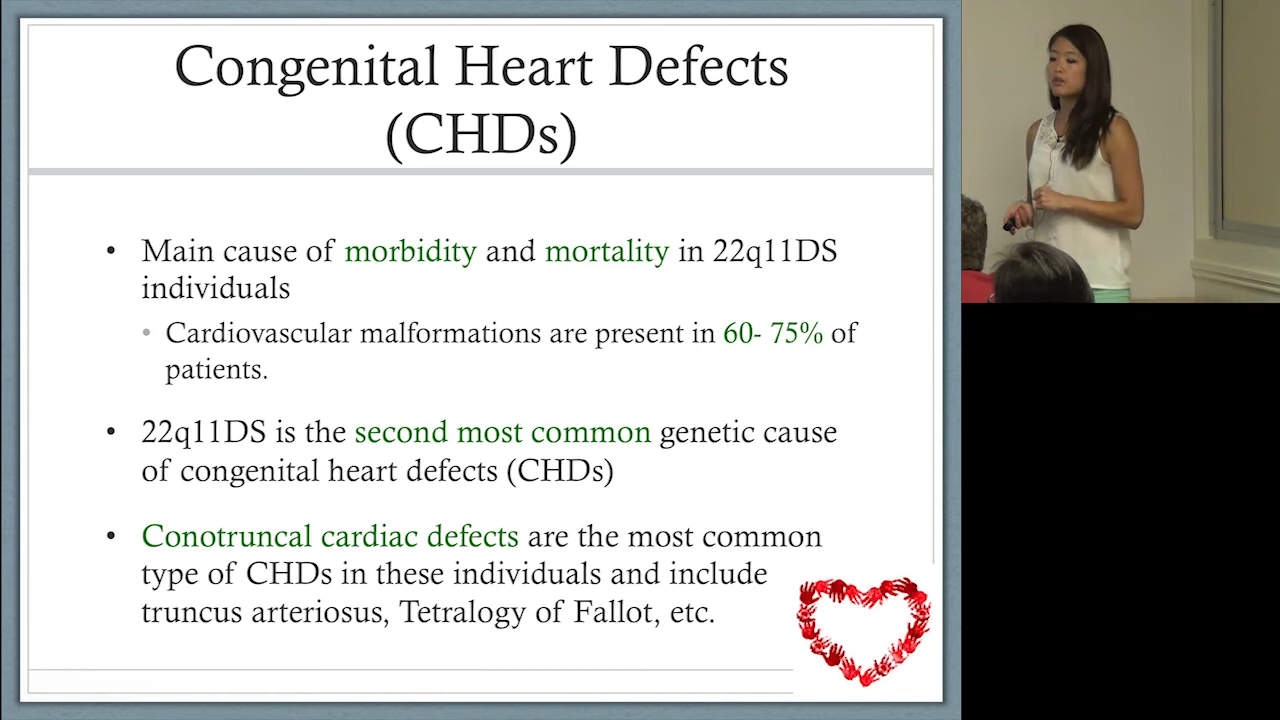 Congenital Heart Defects
(CHDs)
• Main cause of morbidity and mortality in 22q11DS
individuals
• Cardiovascular malformations are present in 60- 75% of
patients.
• 22q11DS is the second most common genetic cause
of congenital heart defects (CHDs)
• Conotruncal cardiac defects are the most common
type of CHDs in these individuals and include
truncus arteriosus, Tetralogy of Fallot, etc.